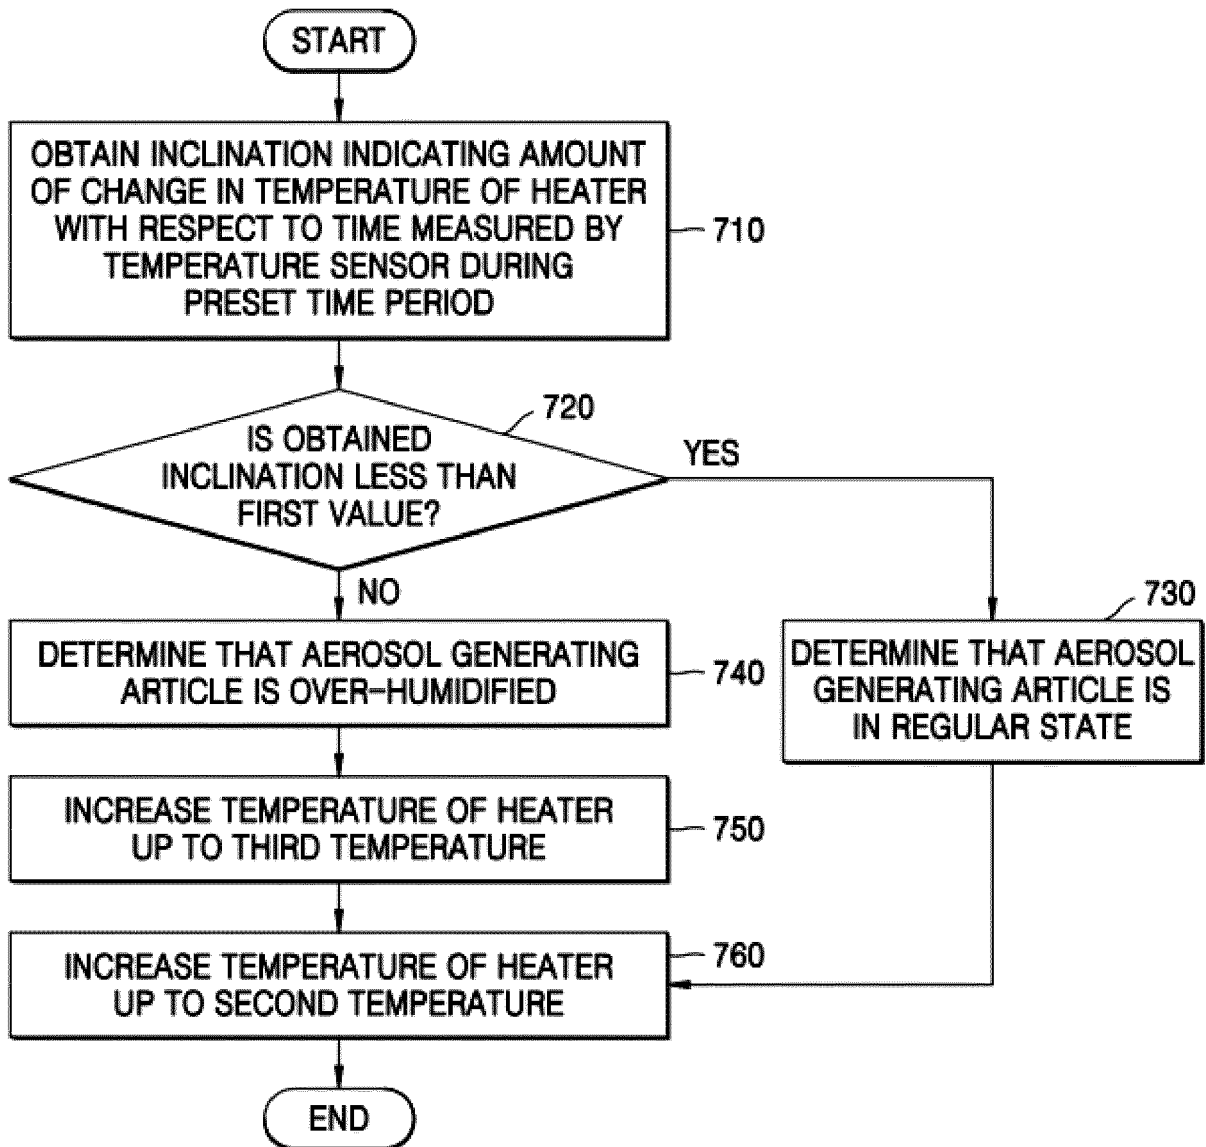 START
OBTAIN INCLINATION INDICATING AMOUNT
OF CHANGE IN TEMPERATURE OF HEATER
WITH RESPECT TO TIME MEASURED BY
TEMPERATURE SENSOR DURING
PRESET TIME PERIOD
710
720
IS OBTAINED
INCLINATION LESS THAN
FIRST VALUE?
YES
NO
730
DETERMINE THAT AEROSOL
GENERATING ARTICLE IS
IN REGULAR STATE
DETERMINE THAT AEROSOL GENERATING
ARTICLE IS OVER-HUMIDIFIED
740
INCREASE TEMPERATURE OF HEATER
UP TO THIRD TEMPERATURE
750
INCREASE TEMPERATURE OF HEATER
UP TO SECOND TEMPERATURE
760
END